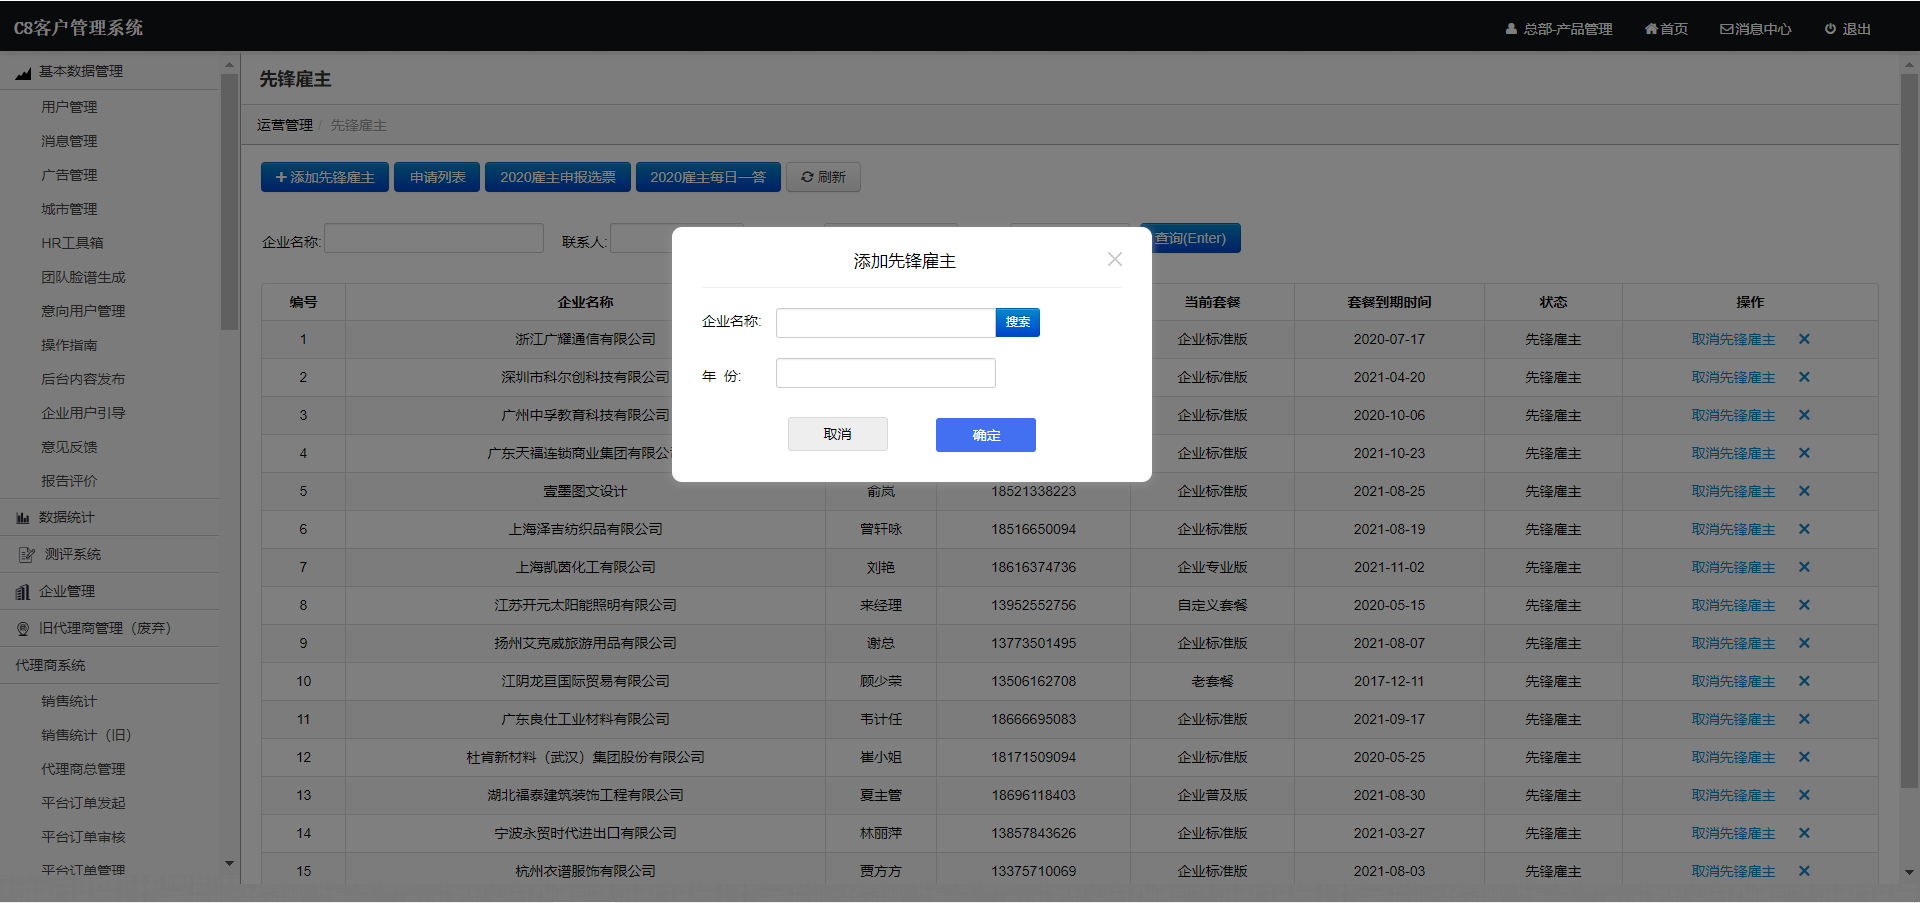 C8客户管理系统
总部-产品管理 首页 消息中心 退出
基本数据管理
用户管理
消息管理
广告管理
城市管理
HR工具箱
团队脸谱生成
意向用户管理
操作指南
后台内容发布
企业用户引导
意见反馈
报告评价
数据统计
测评系统
企业管理
旧代理商管理（废弃）
代理商系统
销售统计
销售统计（旧）
代理商总管理
平台订单发起
平台订单审核
平台订单管理
先锋雇主
运营管理 / 先锋雇主
添加先锋雇主 申请列表 2020雇主申报选票 2020雇主每日一答 刷新
企业名称: 联系人: 查询(Enter)
添加先锋雇主
企业名称: 搜索
年 份:
取消 确定
编号 企业名称 当前套餐 套餐到期时间 状态 操作
1 浙江广耀通信有限公司 企业标准版 2020-07-17 先锋雇主 取消先锋雇主
2 深圳市科尔创科技有限公司 企业标准版 2021-04-20 先锋雇主 取消先锋雇主
3 广州中孚教育科技有限公司 企业标准版 2020-10-06 先锋雇主 取消先锋雇主
4 广东天福连锁商业集团有限公 企业标准版 2021-10-23 先锋雇主 取消先锋雇主
5 壹墨图文设计 俞岚 18521338223 企业标准版 2021-08-25 先锋雇主 取消先锋雇主
6 上海泽吉纺织品有限公司 曾轩咏 18516650094 企业标准版 2021-08-19 先锋雇主 取消先锋雇主
7 上海凯茵化工有限公司 刘艳 18616374736 企业专业版 2021-11-02 先锋雇主 取消先锋雇主
8 江苏开元太阳能照明有限公司 来经理 13952552756 自定义套餐 2020-05-15 先锋雇主 取消先锋雇主
9 扬州艾克威旅游用品有限公司 谢总 13773501495 企业标准版 2021-08-07 先锋雇主 取消先锋雇主
10 江阴龙亘国际贸易有限公司 顾少荣 13506162708 老套餐 2017-12-11 先锋雇主 取消先锋雇主
11 广东良仕工业材料有限公司 韦计任 18666695083 企业标准版 2021-09-17 先锋雇主 取消先锋雇主
12 杜肯新材料（武汉）集团股份有限公司 崔小姐 18171509094 企业标准版 2020-05-25 先锋雇主 取消先锋雇主
13 湖北福泰建筑装饰工程有限公司 夏主管 18696118403 企业普及版 2021-08-30 先锋雇主 取消先锋雇主
14 宁波永贸时代进出口有限公司 林丽萍 13857843626 企业标准版 2021-03-27 先锋雇主 取消先锋雇主
15 杭州衣谱服饰有限公司 贾方方 13375710069 企业标准版 2021-08-03 先锋雇主 取消先锋雇主